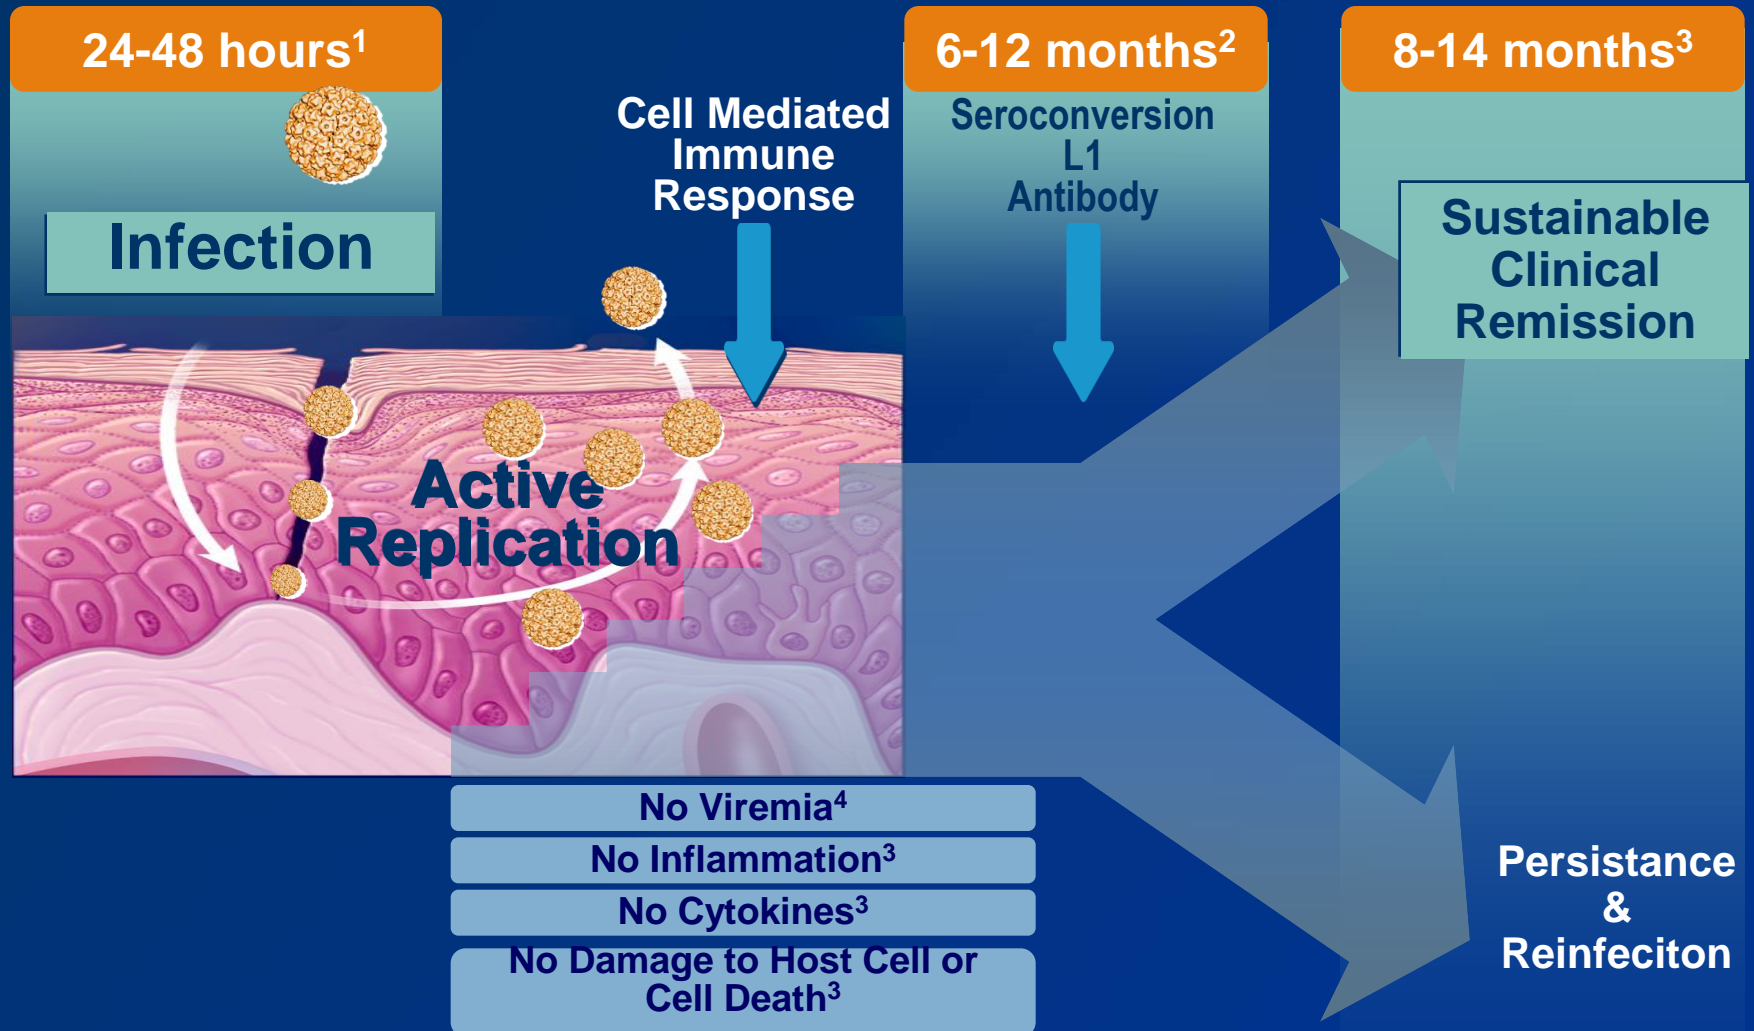 24-48 hours¹
6-12 months²
8-14 months³
Infection
Cell Mediated
Immune
Response
Seroconversion
L1
Antibody
Sustainable
Clinical
Remission
Active
Replication
No Viremia⁴
No Inflammation³
No Cytokines³
No Damage to Host Cell or
Cell Death³
Persistance
&
Reinfeciton